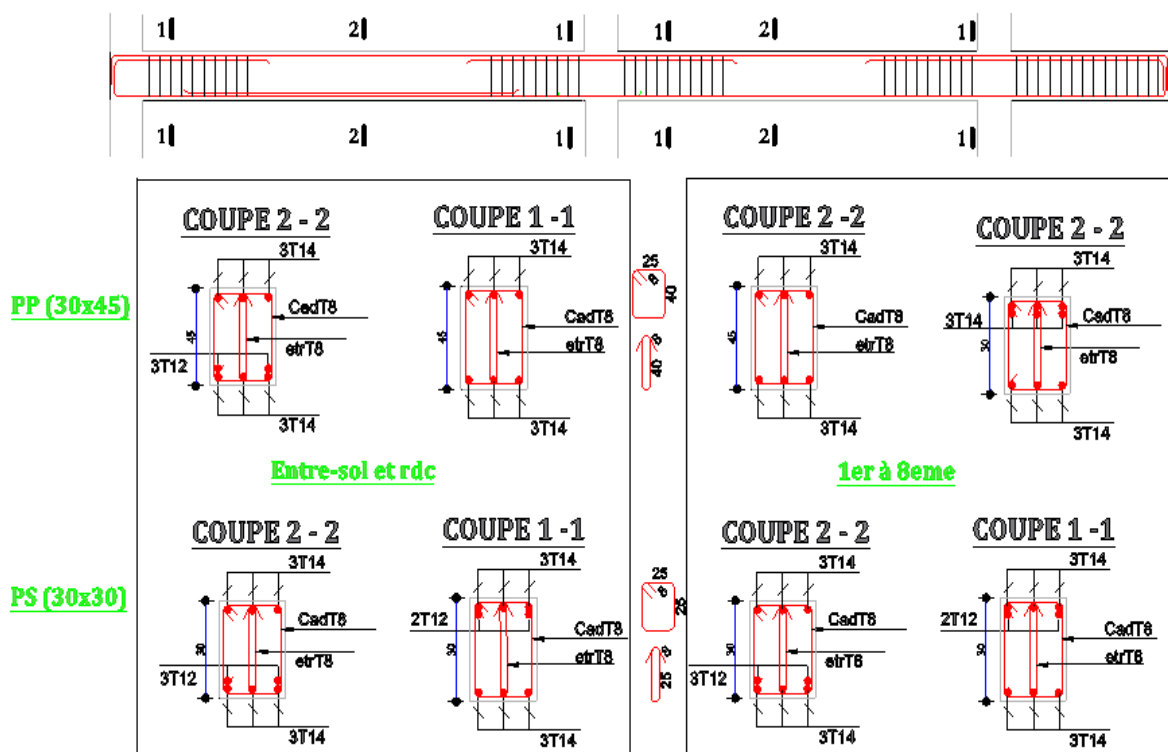 1 2 1 1 2 1
1 2 1 1 2 1
PP (30x45)
COUPE 2 - 2
3T14
45
CadT8
etrT8
3T12
3T14
COUPE 1 -1
3T14
45
CadT8
etrT8
3T14
25
8
40
8
40
COUPE 2 -2
3T14
45
CadT8
etrT8
3T14
COUPE 2 - 2
3T14
3T14
30
CadT8
etrT8
3T14
Entre-sol et rdc
1er à 8eme
PS (30x30)
COUPE 2 - 2
3T14
30
CadT8
etrT8
3T12
3T14
COUPE 1 -1
3T14
2T12
30
CadT8
etrT8
3T14
25
8
25
8
25
COUPE 2 - 2
3T14
30
CadT8
etrT8
3T12
3T14
COUPE 1 -1
3T14
2T12
30
CadT8
etrT8
3T14